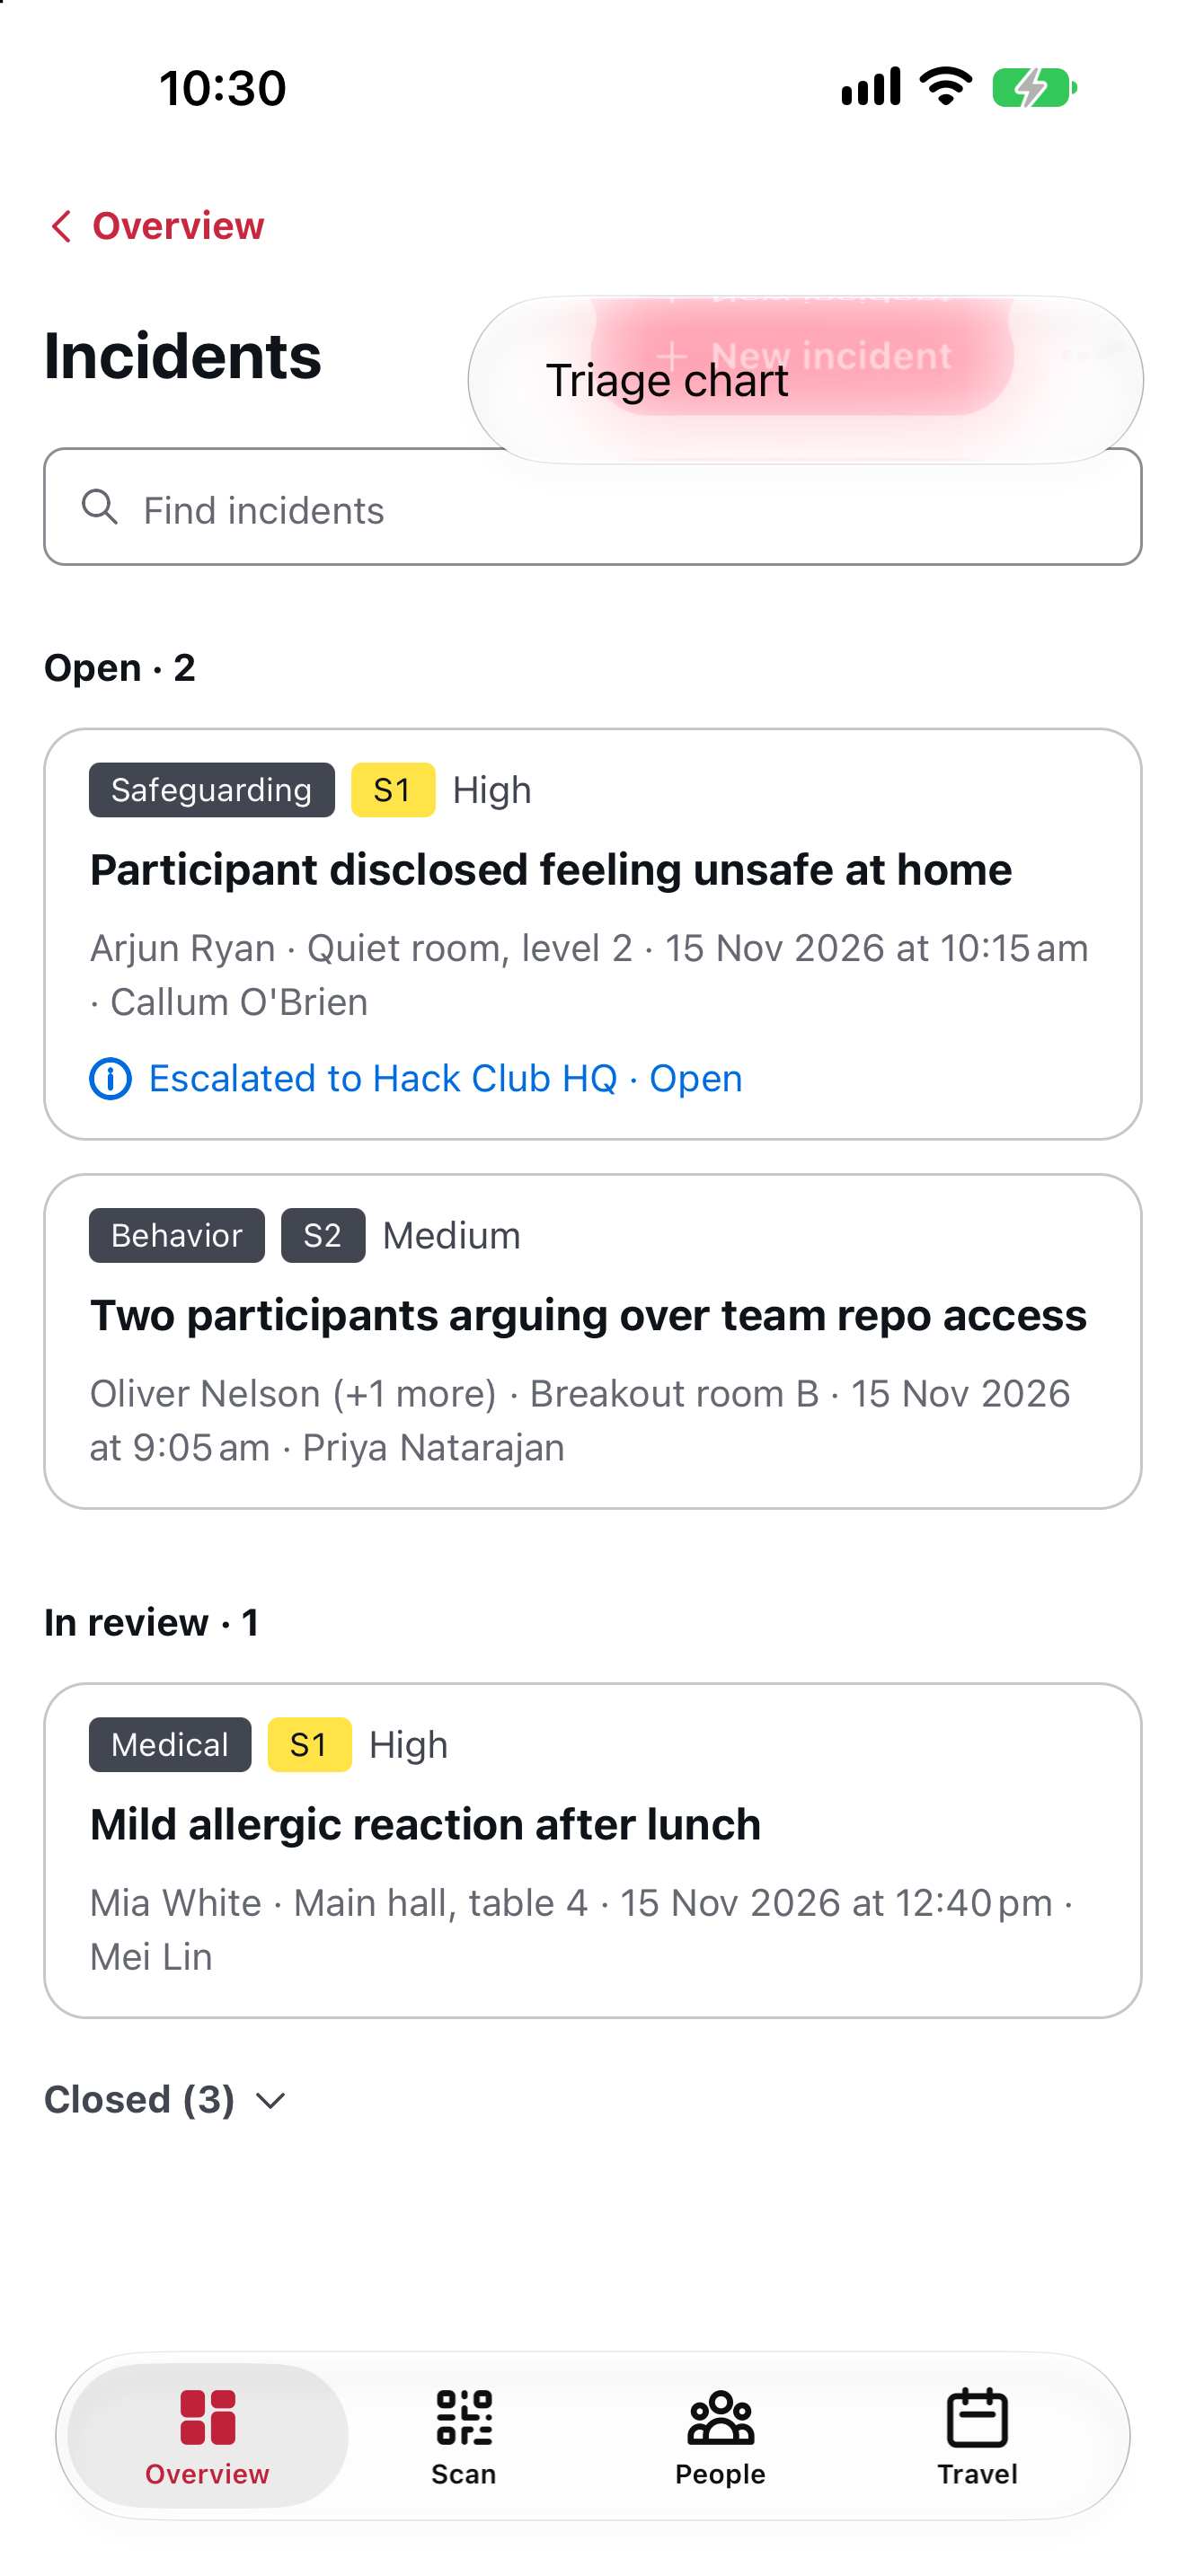 10:30
Overview
Incidents
+ New incident
Triage chart
Find incidents
Open · 2
Safeguarding S1 High
Participant disclosed feeling unsafe at home
Arjun Ryan · Quiet room, level 2 · 15 Nov 2026 at 10:15 am
· Callum O'Brien
Escalated to Hack Club HQ · Open
Behavior S2 Medium
Two participants arguing over team repo access
Oliver Nelson (+1 more) · Breakout room B · 15 Nov 2026
at 9:05 am · Priya Natarajan
In review · 1
Medical S1 High
Mild allergic reaction after lunch
Mia White · Main hall, table 4 · 15 Nov 2026 at 12:40 pm ·
Mei Lin
Closed (3)
Overview Scan People Travel